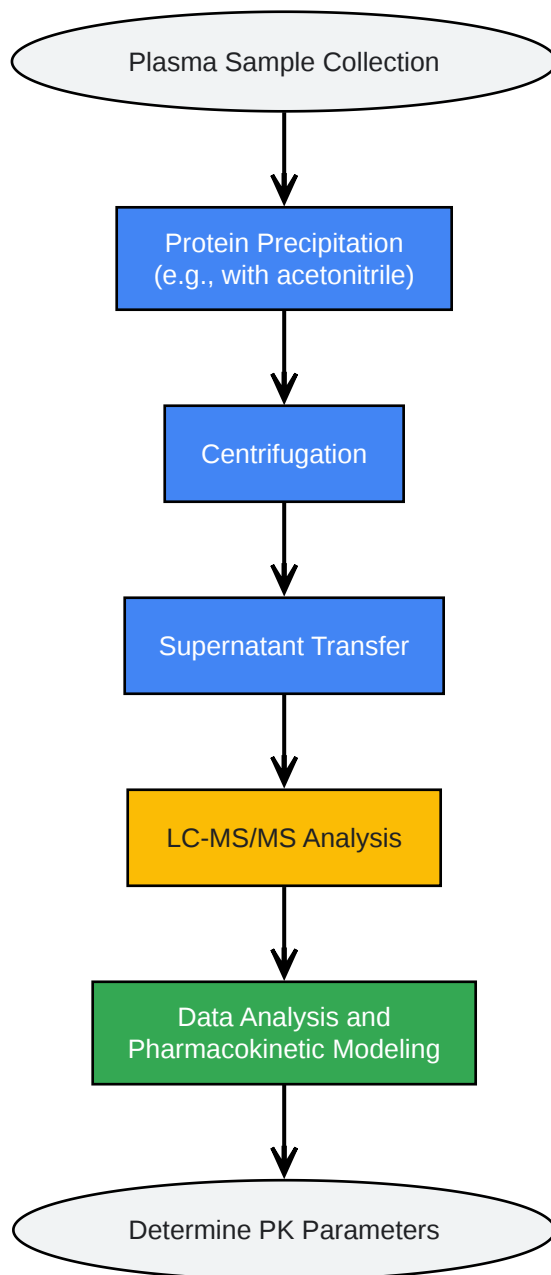 Plasma Sample Collection
Protein Precipitation
(e.g., with acetonitrile)
Centrifugation
Supernatant Transfer
LC-MS/MS Analysis
Data Analysis and
Pharmacokinetic Modeling
Determine PK Parameters